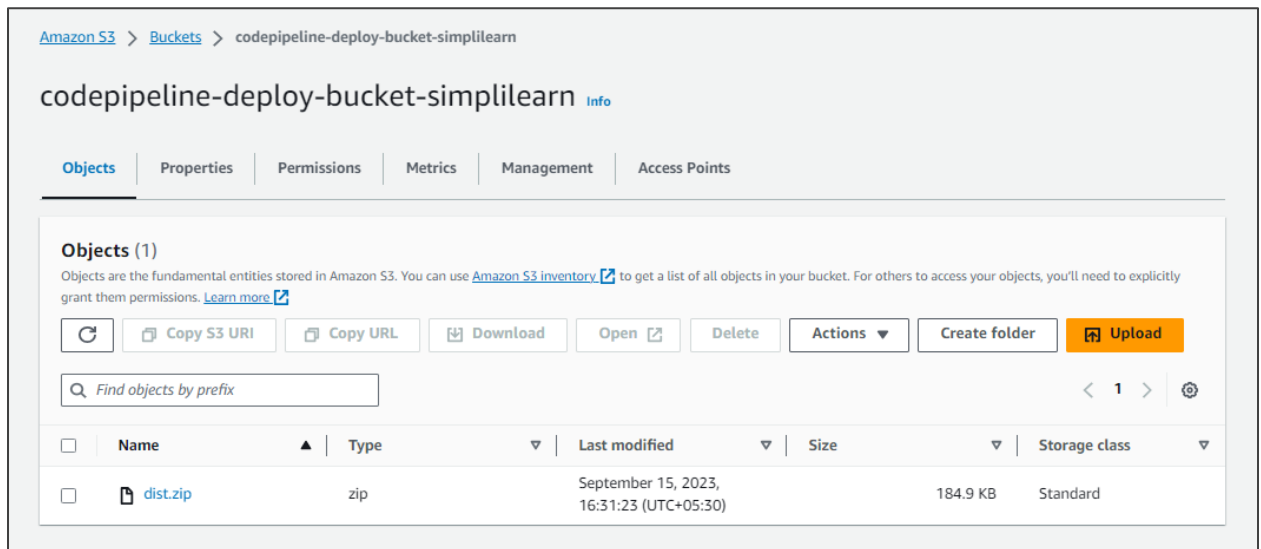 Amazon S3 > Buckets > codepipeline-deploy-bucket-simplilearn
codepipeline-deploy-bucket-simplilearn Info
Objects Properties Permissions Metrics Management Access Points
Objects (1)
Objects are the fundamental entities stored in Amazon S3. You can use Amazon S3 inventory to get a list of all objects in your bucket. For others to access your objects, you'll need to explicitly
grant them permissions. Learn more
Copy S3 URI Copy URL Download Open Delete Actions Create folder Upload
Find objects by prefix < 1 >
Name Type Last modified Size Storage class
dist.zip zip September 15, 2023, 184.9 KB Standard
16:31:23 (UTC+05:30)